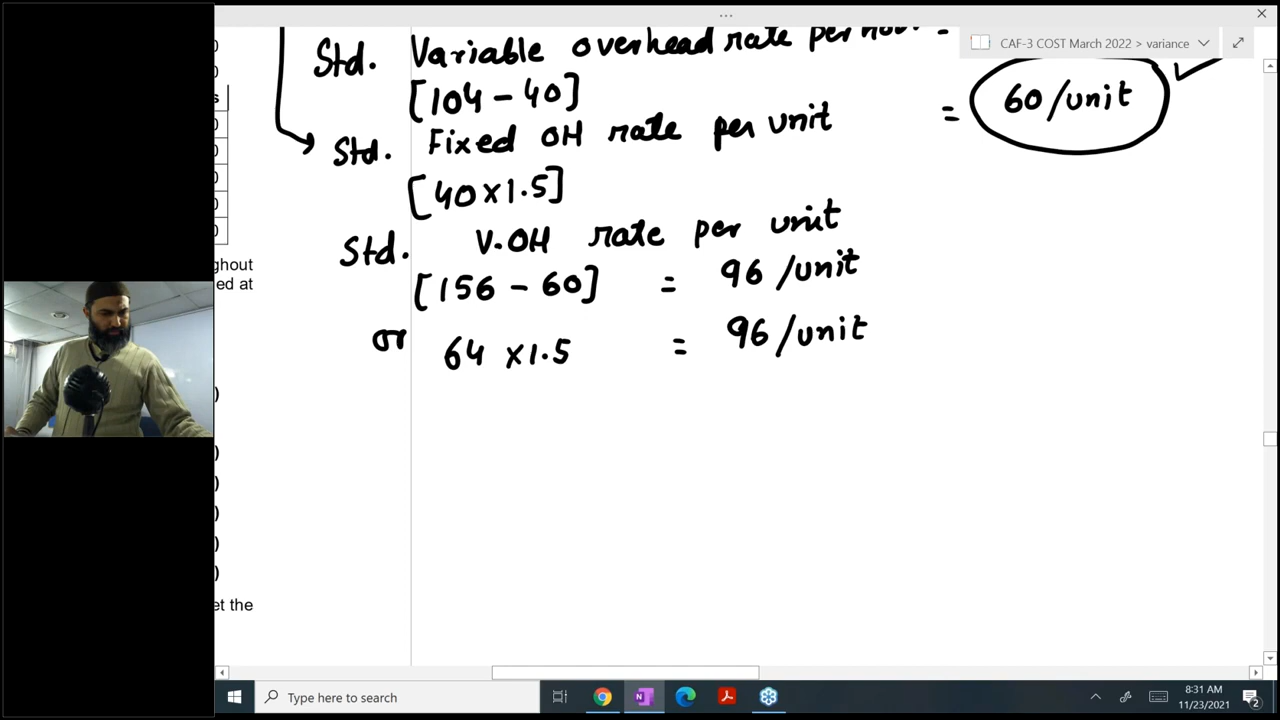 CAF-3 COST March 2022 > variance
Std. Variable overhead rate per hour =
[104 - 40]
60/unit
Std. Fixed OH rate per unit =
[40 x 1.5]
Std. V.OH rate per unit
[156 - 60] = 96/unit
or 64 x 1.5 = 96/unit
ghout
ed at
et the
Type here to search
8:31 AM
11/23/2021
2